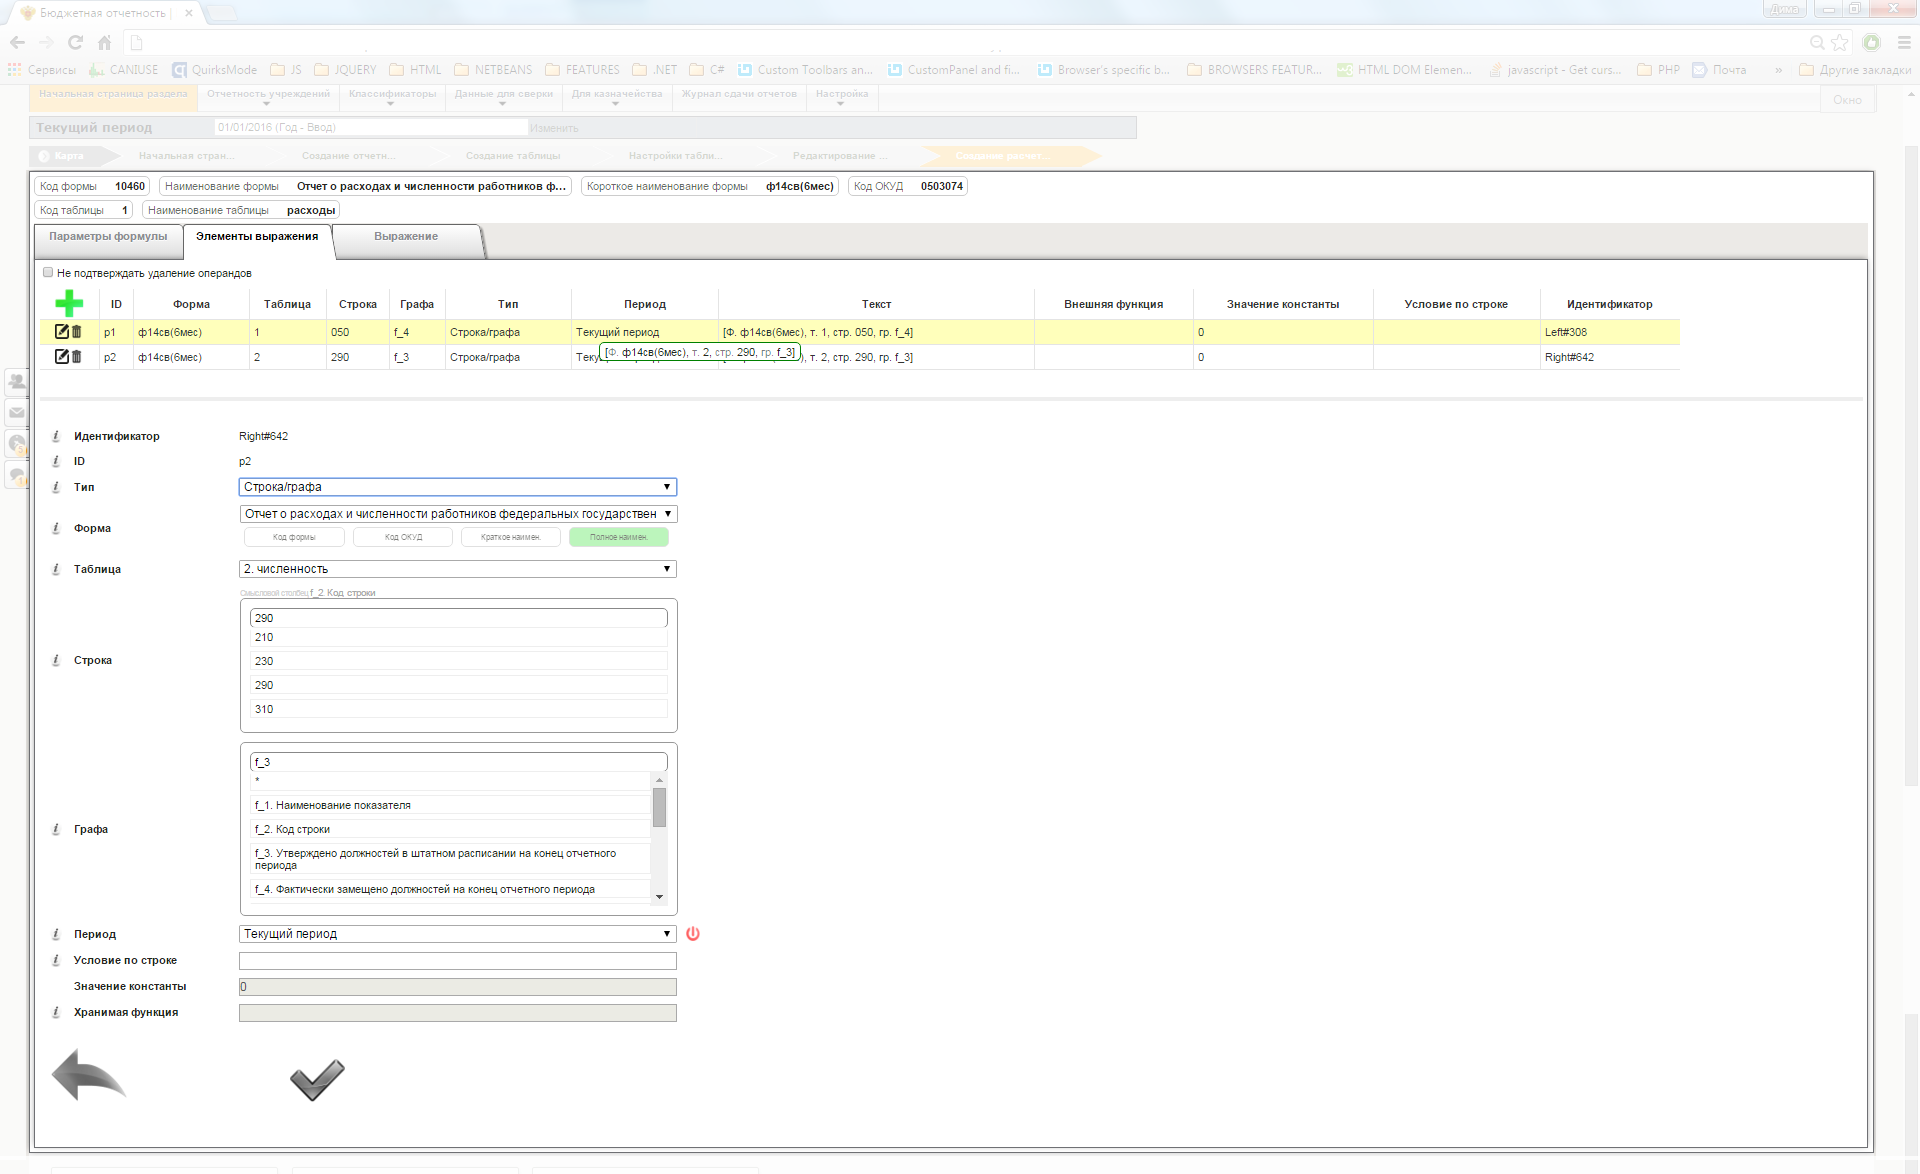 Бюджетная отчетность |
Дима
Сервисы CANIUSE QuirksMode JS JQUERY HTML NETBEANS FEATURES .NET C# Custom Toolbars an... CustomPanel and fi... Browser's specific b... BROWSERS FEATUR... HTML DOM Elemen... javascript - Get curs... PHP Почта » Другие закладки
Начальная страница раздела Отчетность учреждений Классификаторы Данные для сверки Для казначейства Журнал сдачи отчетов Настройка Окно
Текущий период 01/01/2016 (Год - Ввод) Изменить
Карта Начальная стран... Создание отчетн... Создание таблицы Настройки табли... Редактирование ... Создание расчет...
Код формы 10460 Наименование формы Отчет о расходах и численности работников ф... Короткое наименование формы ф14св(6мес) Код ОКУД 0503074
Код таблицы 1 Наименование таблицы расходы
Параметры формулы Элементы выражения Выражение
Не подтверждать удаление операндов
ID Форма Таблица Строка Графа Тип Период Текст Внешняя функция Значение константы Условие по строке Идентификатор
p1 ф14св(6мес) 1 050 f_4 Строка/графа Текущий период [Ф. ф14св(6мес), т. 1, стр. 050, гр. f_4] 0 Left#308
[Ф. ф14св(6мес), т. 2, стр. 290, гр. f_3]
p2 ф14св(6мес) 2 290 f_3 Строка/графа Теку ), т. 2, стр. 290, гр. f_3] 0 Right#642
Идентификатор Right#642
ID p2
Тип Строка/графа
Форма Отчет о расходах и численности работников федеральных государствен
Код формы Код ОКУД Краткое наимен. Полное наимен.
Таблица 2. численность
Смысловой столбец f_2. Код строки
Строка
290
210
230
290
310
Графа
f_3
*
f_1. Наименование показателя
f_2. Код строки
f_3. Утверждено должностей в штатном расписании на конец отчетного
периода
f_4. Фактически замещено должностей на конец отчетного периода
Период Текущий период
Условие по строке
Значение константы 0
Хранимая функция